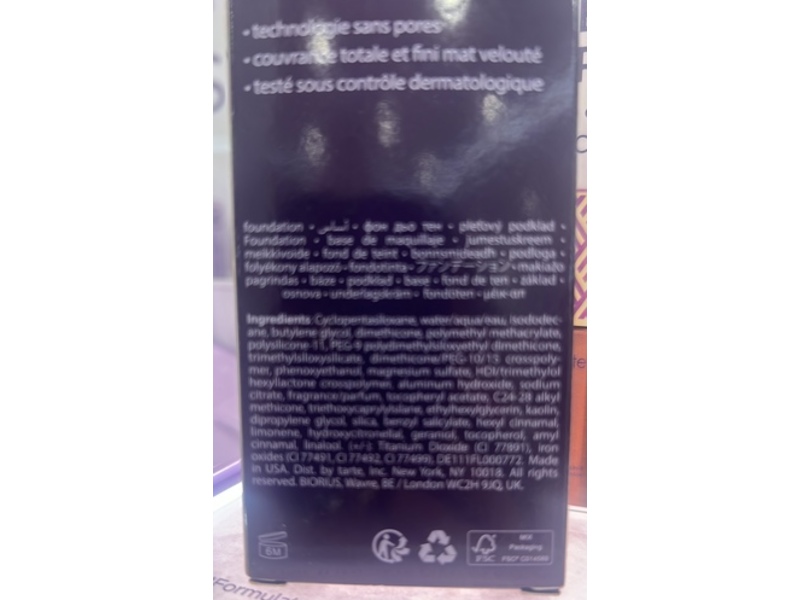 • technologie sans pores
• couvrance totale et fini mat velouté
• testé sous contrôle dermatologique
foundation • أساس • фон дьо тен • pleťový podklad •
Foundation • base de maquillaje • jumestuskreem •
meikkivoide • fond de teint • bonnsmideadh • podloga •
folyékony alapozó • fondotinta • ファンデーション • makiažo
pagrindas • bāze • podkład • base • fond de ten • základ •
osnova • underlagskräm • fondöten •
Ingredients Cyclopentasiloxane, water/aqua/eau, isododec-
ane, butylene glycol, dimethicone, polymethyl methacrylate,
polysilicone-11, PEG-9 polydimethylsiloxyethyl dimethicone,
trimethylsiloxysilicate, dimethicone/PEG-10/15 crosspoly-
mer, phenoxyethanol, magnesium sulfate, HDI/trimethylol
hexyllactone crosspolymer, aluminum hydroxide, sodium
citrate, fragrance/parfum, tocopheryl acetate, C24-28 alkyl
methicone, triethoxycaprylylsilane, ethylhexylglycerin, kaolin,
dipropylene glycol, silica, benzyl salicylate, hexyl cinnamal,
limonene, hydroxycitronellal, geraniol, tocopherol, amyl
cinnamal, linalool. (+/-): Titanium Dioxide (CI 77891), iron
oxides (CI 77491, CI 77492, CI 77499). DE111FL000772. Made
in USA. Dist. by tarte, inc. New York, NY 10018. All rights
reserved. BIORIUS, Wavre, BE / London WC2H 9JQ, UK.
6M
MIX
Packaging
FSC